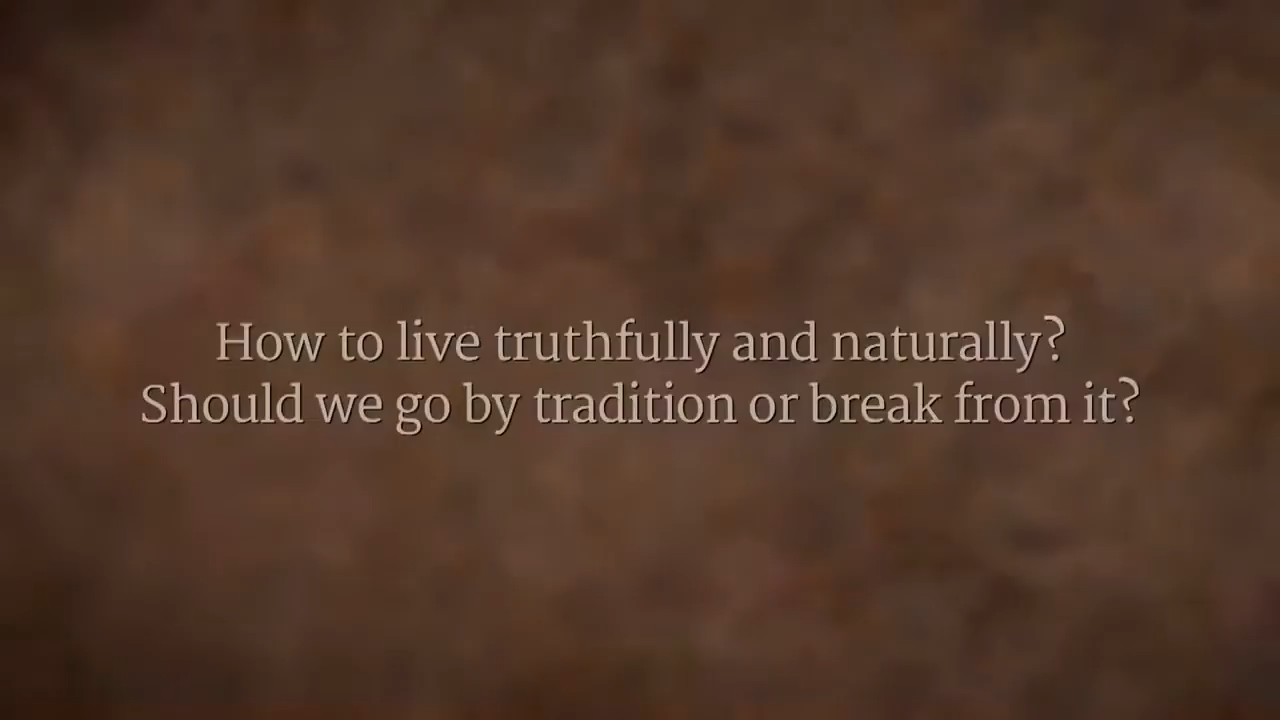 How to live truthfully and naturally?
Should we go by tradition or break from it?